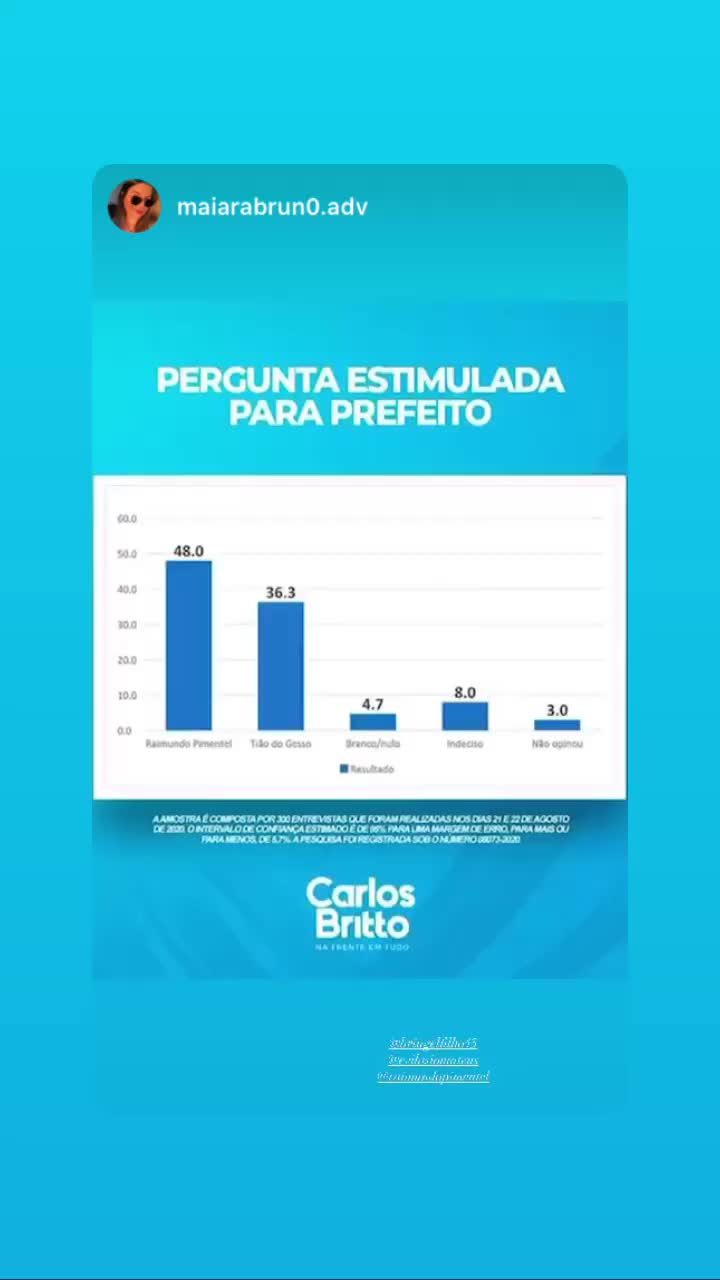 maiarabrun0.adv
PERGUNTA ESTIMULADA
PARA PREFEITO
60.0
50.0
40.0
30.0
20.0
10.0
0.0
48.0
36.3
4.7
8.0
3.0
Raimundo Pimentel Tião do Gesso Branco/nulo Indeciso Não opinou
Resultado
A AMOSTRA É COMPOSTA POR 300 ENTREVISTAS QUE FORAM REALIZADAS NOS DIAS 21 E 22 DE AGOSTO
DE 2020. O INTERVALO DE CONFIANÇA ESTIMADO É DE 95% PARA UMA MARGEM DE ERRO, PARA MAIS OU
PARA MENOS, DE 5,7%. A PESQUISA FOI REGISTRADA SOB O NÚMERO
Carlos
Britto
NA FRENTE EM TUDO